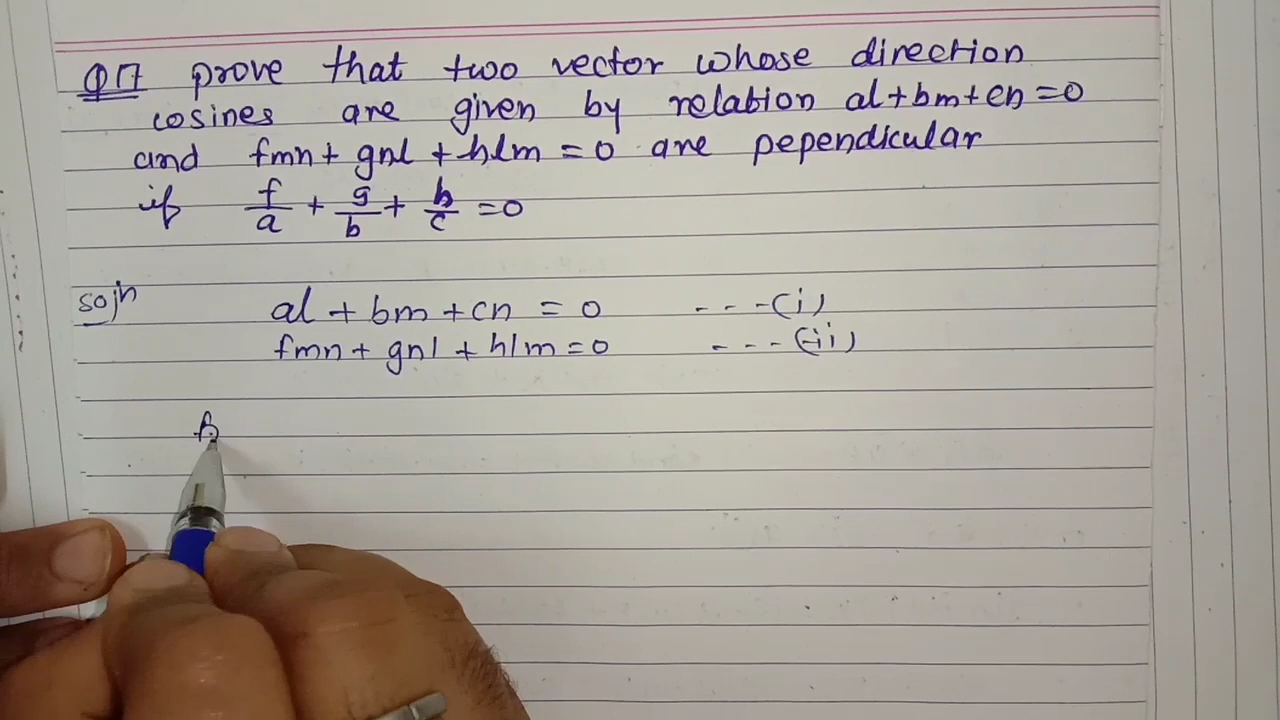 Q17 prove that two vector whose direction
cosines are given by relation al+bm+cn=0
and fmn+ gnl +hlm =0 are pependicular
if f/a + g/b + h/c =0
soln al + bm +cn = 0 ---(i)
fmn+ gnl + hlm=0 ---(ii)